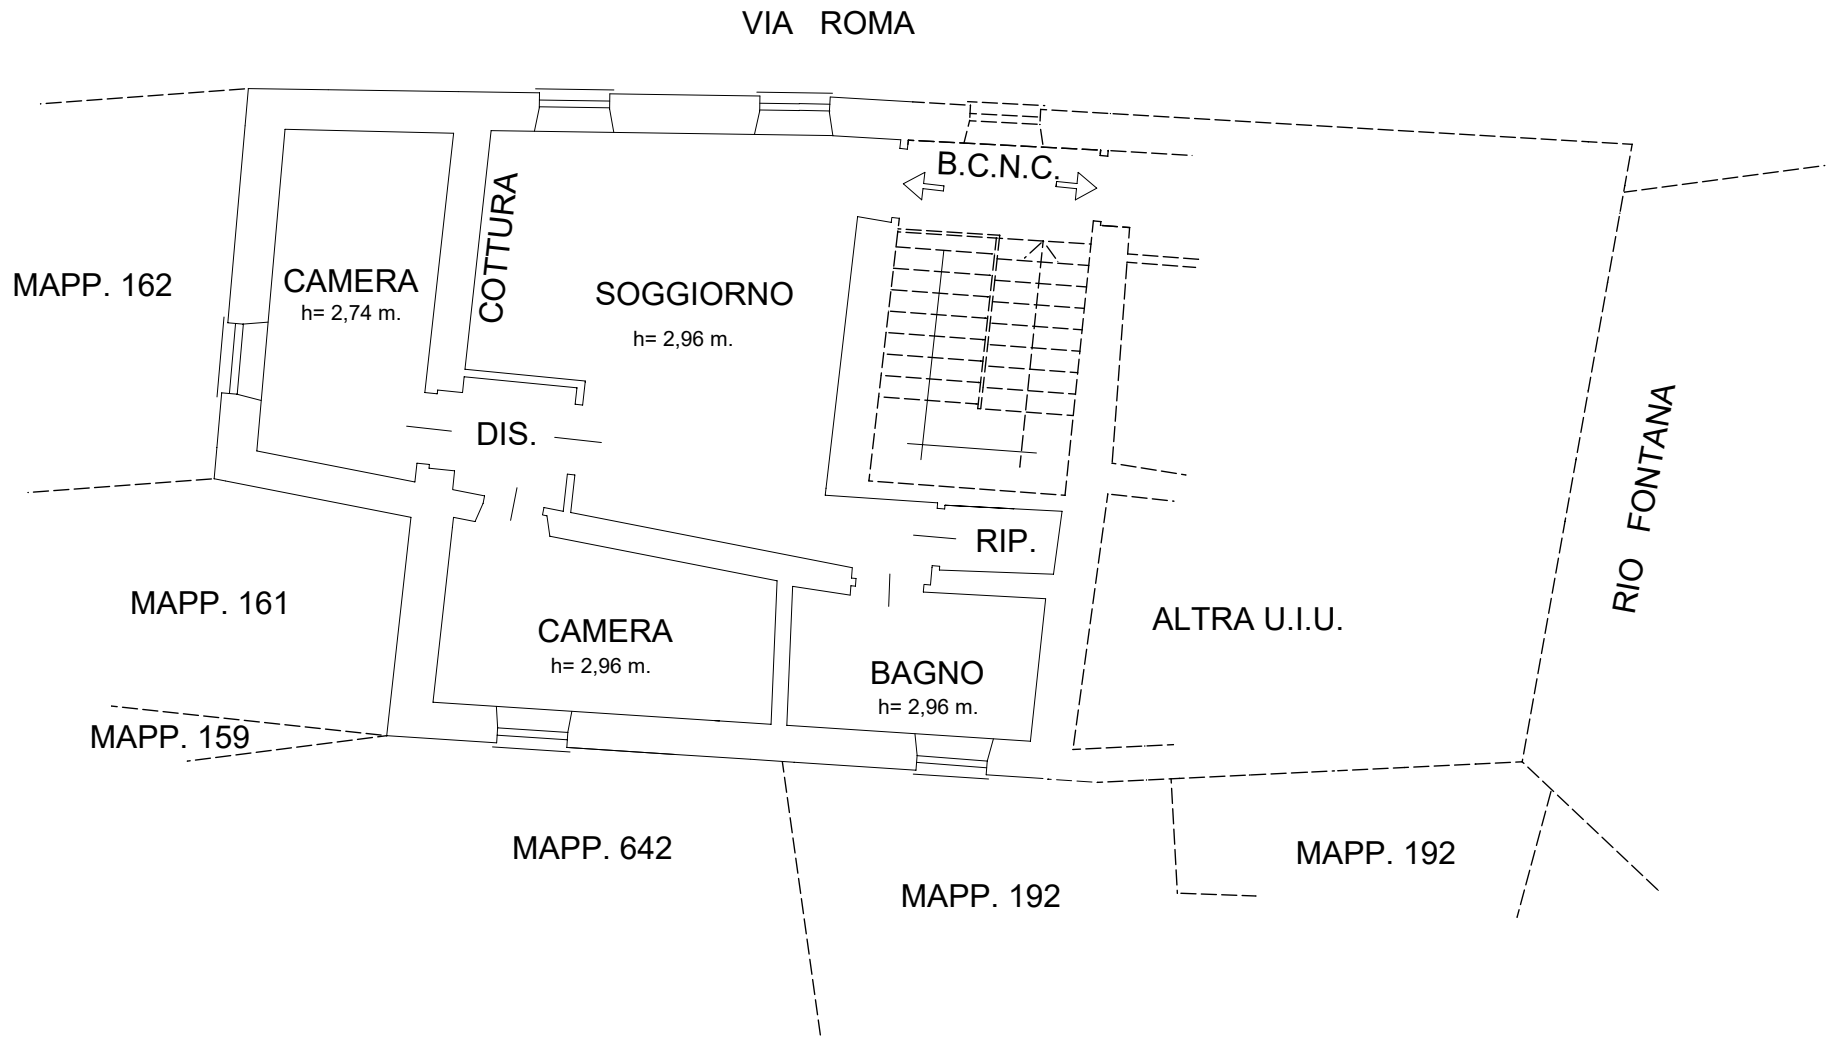 VIA ROMA
B.C.N.C.
COTTURA
CAMERA
h= 2,74 m.
SOGGIORNO
h= 2,96 m.
MAPP. 162
DIS.
RIP.
RIO FONTANA
MAPP. 161
CAMERA
h= 2,96 m.
ALTRA U.I.U.
BAGNO
h= 2,96 m.
MAPP. 159
MAPP. 642
MAPP. 192
MAPP. 192